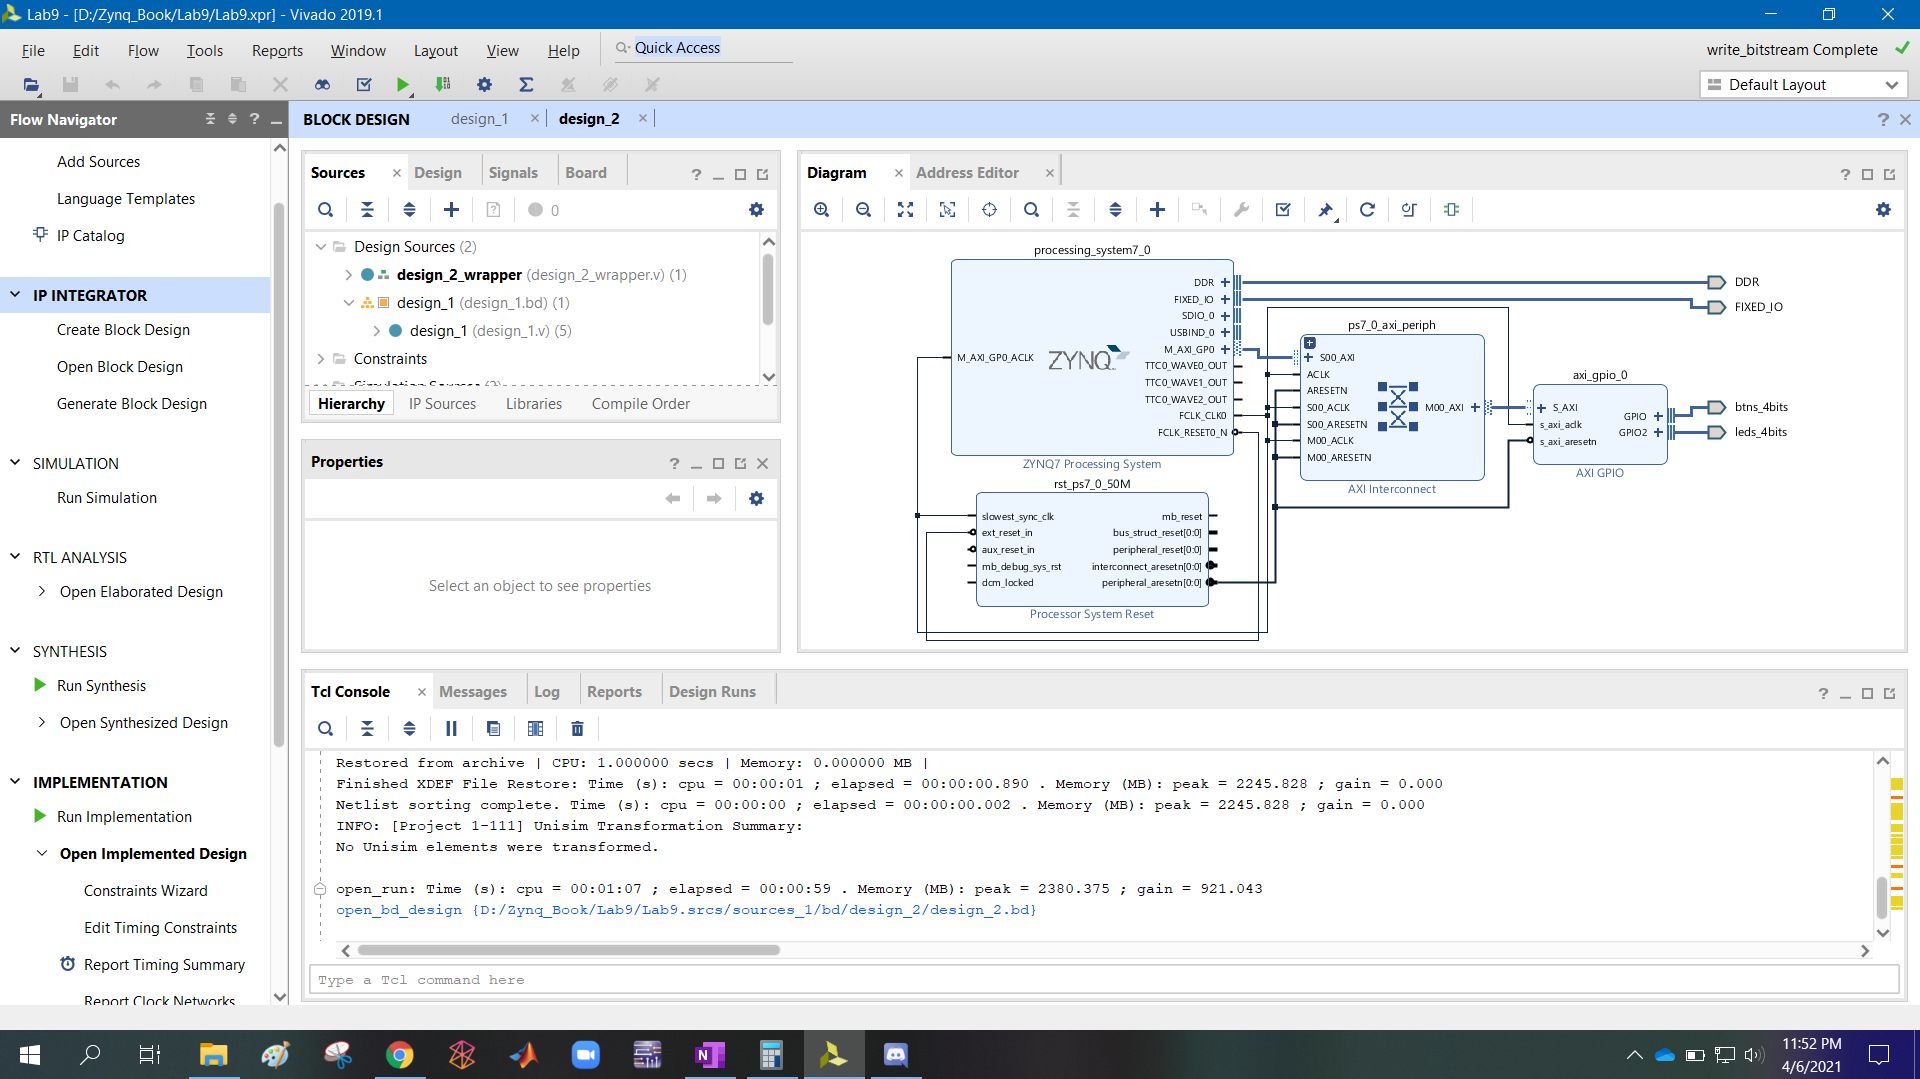 Lab9 - [D:/Zynq_Book/Lab9/Lab9.xpr] - Vivado 2019.1
File Edit Flow Tools Reports Window Layout View Help Quick Access
write_bitstream Complete
Default Layout
Flow Navigator
Add Sources
Language Templates
IP Catalog
IP INTEGRATOR
Create Block Design
Open Block Design
Generate Block Design
SIMULATION
Run Simulation
RTL ANALYSIS
Open Elaborated Design
SYNTHESIS
Run Synthesis
Open Synthesized Design
IMPLEMENTATION
Run Implementation
Open Implemented Design
Constraints Wizard
Edit Timing Constraints
Report Timing Summary
Report Clock Networks
BLOCK DESIGN design_1 design_2
Sources Design Signals Board
0
Design Sources (2)
design_2_wrapper (design_2_wrapper.v) (1)
design_1 (design_1.bd) (1)
design_1 (design_1.v) (5)
Constraints
Simulation Sources (2)
Hierarchy IP Sources Libraries Compile Order
Properties
Select an object to see properties
Diagram Address Editor
processing_system7_0
DDR
FIXED_IO
SDIO_0
USBIND_0
M_AXI_GP0
TTC0_WAVE0_OUT
TTC0_WAVE1_OUT
TTC0_WAVE2_OUT
FCLK_CLK0
FCLK_RESET0_N
M_AXI_GP0_ACLK
ZYNQ
ZYNQ7 Processing System
rst_ps7_0_50M
slowest_sync_clk
ext_reset_in
aux_reset_in
mb_debug_sys_rst
dcm_locked
mb_reset
bus_struct_reset[0:0]
peripheral_reset[0:0]
interconnect_aresetn[0:0]
peripheral_aresetn[0:0]
Processor System Reset
ps7_0_axi_periph
S00_AXI
ACLK
ARESETN
S00_ACLK
S00_ARESETN
M00_ACLK
M00_ARESETN
M00_AXI
AXI Interconnect
axi_gpio_0
S_AXI
s_axi_aclk
s_axi_aresetn
GPIO
GPIO2
AXI GPIO
DDR
FIXED_IO
btns_4bits
leds_4bits
Tcl Console Messages Log Reports Design Runs
Restored from archive | CPU: 1.000000 secs | Memory: 0.000000 MB |
Finished XDEF File Restore: Time (s): cpu = 00:00:01 ; elapsed = 00:00:00.890 . Memory (MB): peak = 2245.828 ; gain = 0.000
Netlist sorting complete. Time (s): cpu = 00:00:00 ; elapsed = 00:00:00.002 . Memory (MB): peak = 2245.828 ; gain = 0.000
INFO: [Project 1-111] Unisim Transformation Summary:
No Unisim elements were transformed.
open_run: Time (s): cpu = 00:01:07 ; elapsed = 00:00:59 . Memory (MB): peak = 2380.375 ; gain = 921.043
open_bd_design {D:/Zynq_Book/Lab9/Lab9.srcs/sources_1/bd/design_2/design_2.bd}
Type a Tcl command here
11:52 PM
4/6/2021